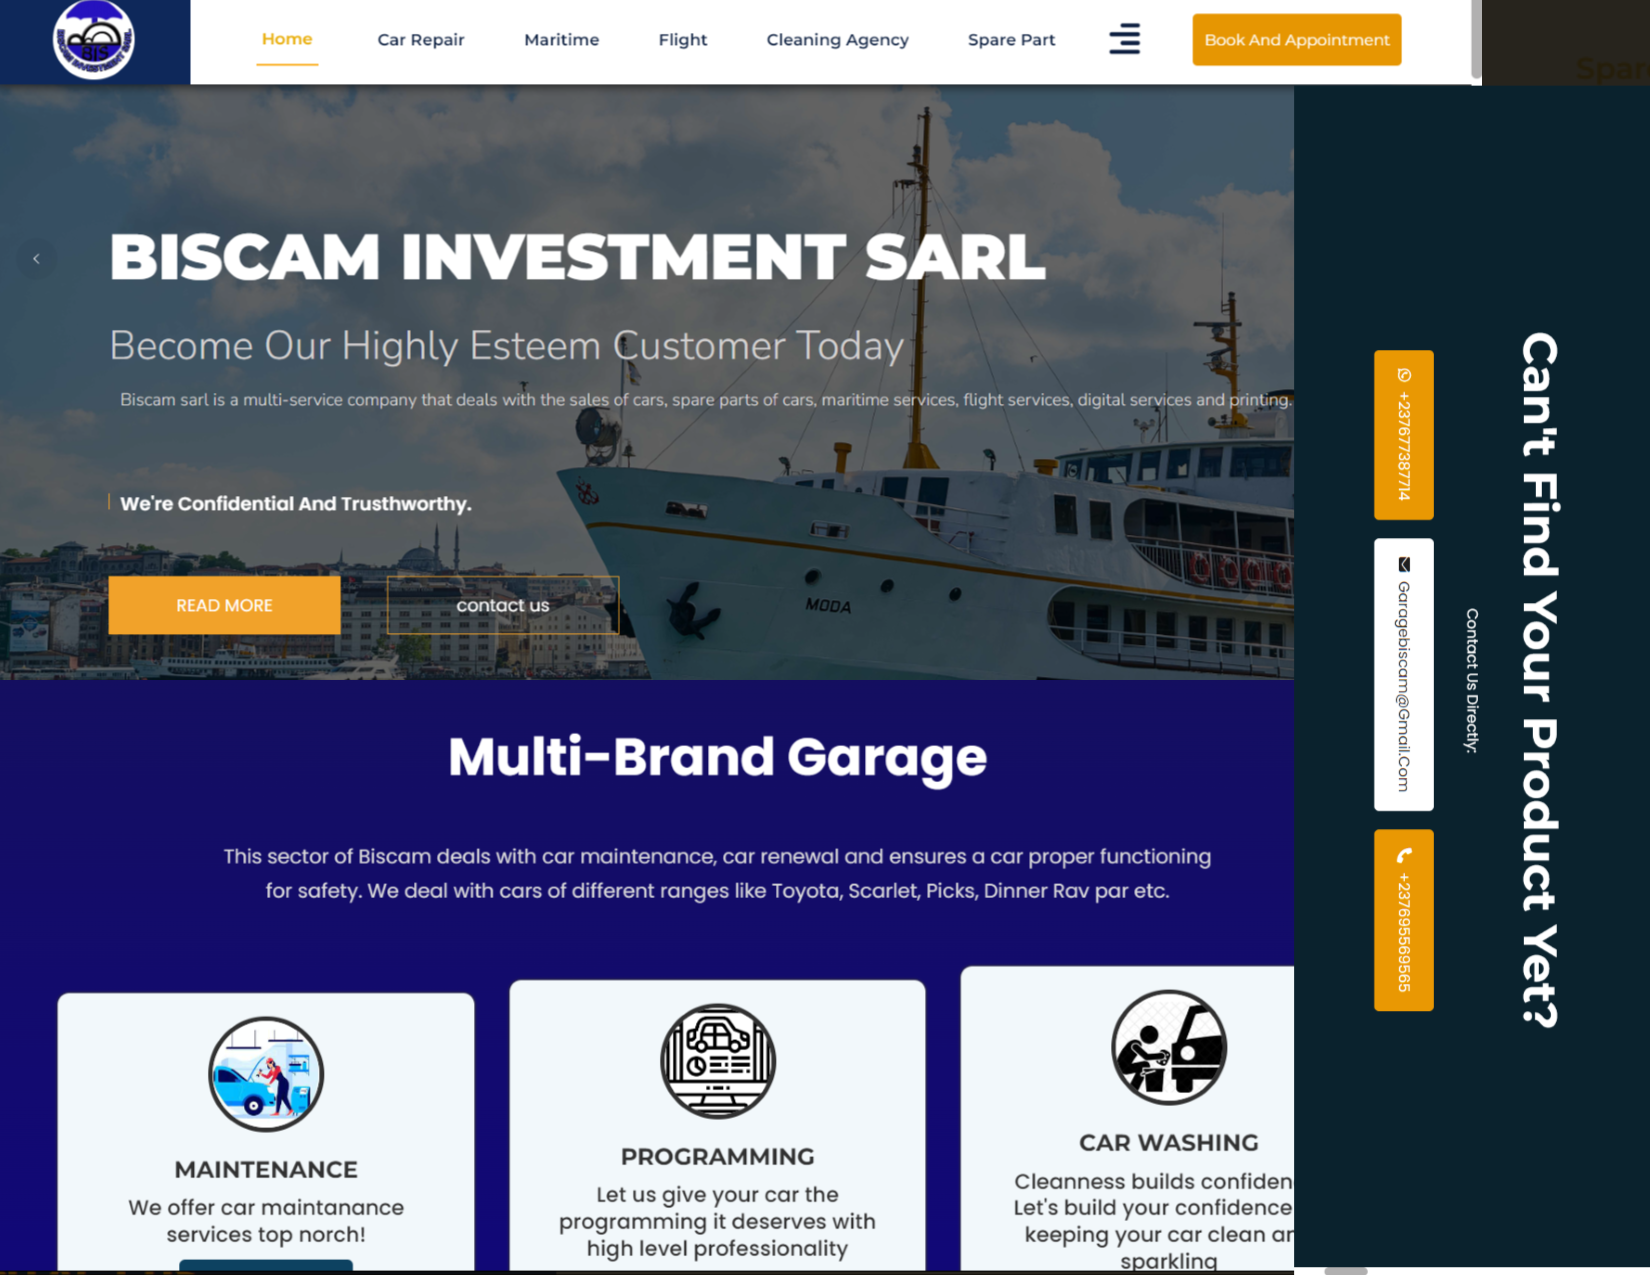 BIS
Home
Car Repair
Maritime
Flight
Cleaning Agency
Spare Part
Book And Appointment
BISCAM INVESTMENT SARL
Become Our Highly Esteem Customer Today
Biscam sarl is a multi-service company that deals with the sales of cars, spare parts of cars, maritime services, flight services, digital services and printing.
We're Confidential And Trusthworthy.
READ MORE
contact us
MODA
Multi-Brand Garage
This sector of Biscam deals with car maintenance, car renewal and ensures a car proper functioning
for safety. We deal with cars of different ranges like Toyota, Scarlet, Picks, Dinner Rav par etc.
MAINTENANCE
We offer car maintanance
services top norch!
PROGRAMMING
Let us give your car the
programming it deserves with
high level professionality
CAR WASHING
Cleanness builds confiden
Let's build your confidence
keeping your car clean ar
sparkling
Spar
Can't Find Your Product Yet?
Contact Us Directly:
+237677387714
Garagebiscam@Gmail.Com
+237695569565